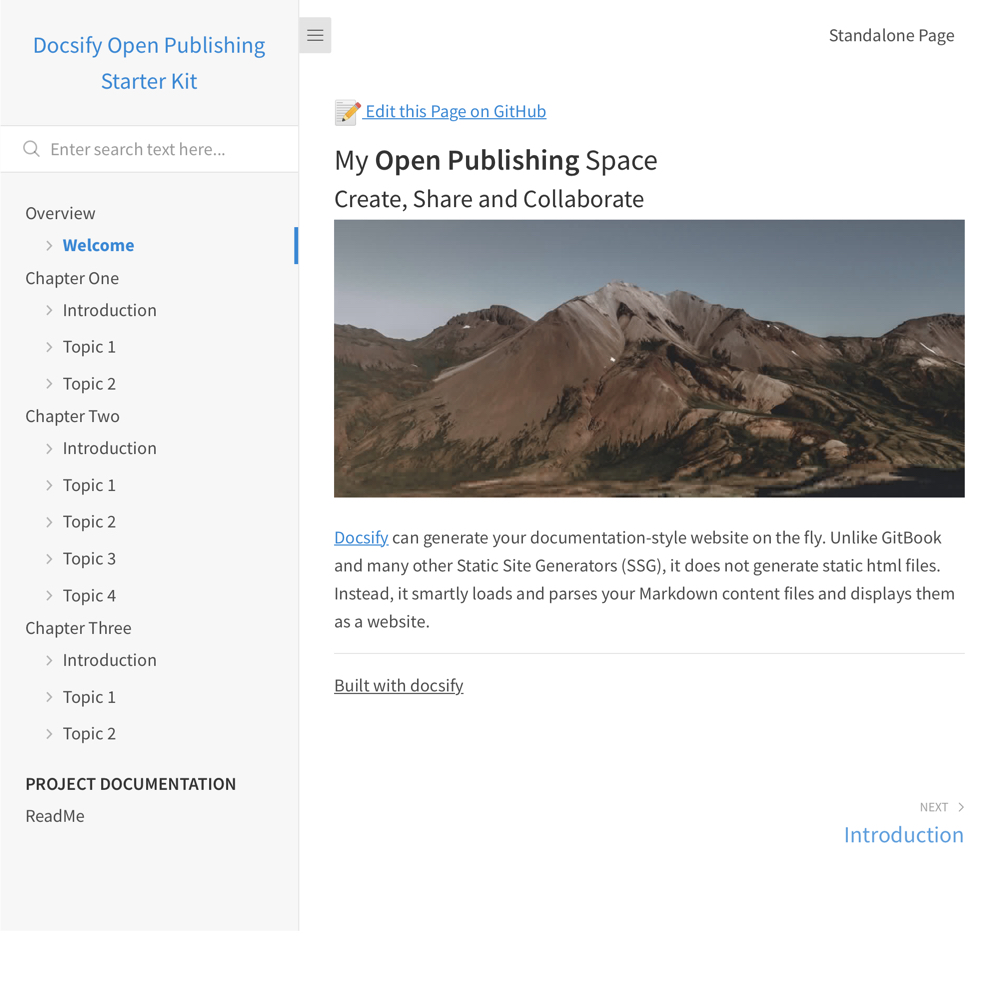 Docsify Open Publishing
Starter Kit
Enter search text here...
Overview
Welcome
Chapter One
Introduction
Topic 1
Topic 2
Chapter Two
Introduction
Topic 1
Topic 2
Topic 3
Topic 4
Chapter Three
Introduction
Topic 1
Topic 2
PROJECT DOCUMENTATION
ReadMe
Standalone Page
Edit this Page on GitHub
My Open Publishing Space
Create, Share and Collaborate
Docsify can generate your documentation-style website on the fly. Unlike GitBook
and many other Static Site Generators (SSG), it does not generate static html files.
Instead, it smartly loads and parses your Markdown content files and displays them
as a website.
Built with docsify
NEXT
Introduction